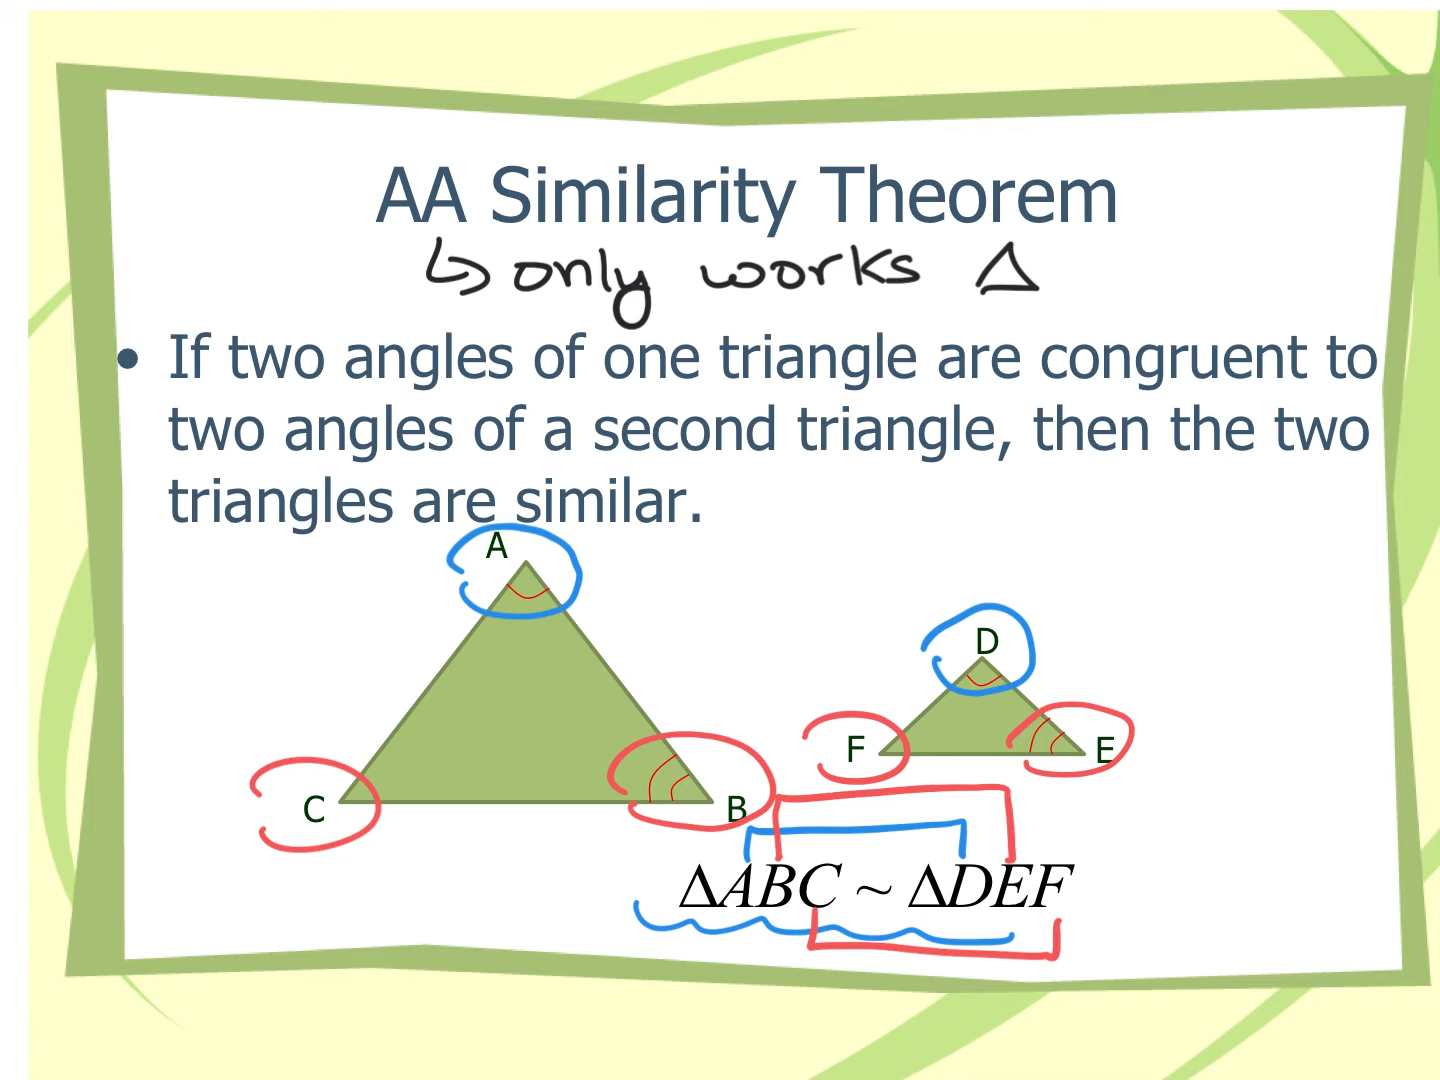 AA Similarity Theorem
↳ only works △
• If two angles of one triangle are congruent to
two angles of a second triangle, then the two
triangles are similar.
A
D
F
E
C
B
ΔABC ~ ΔDEF